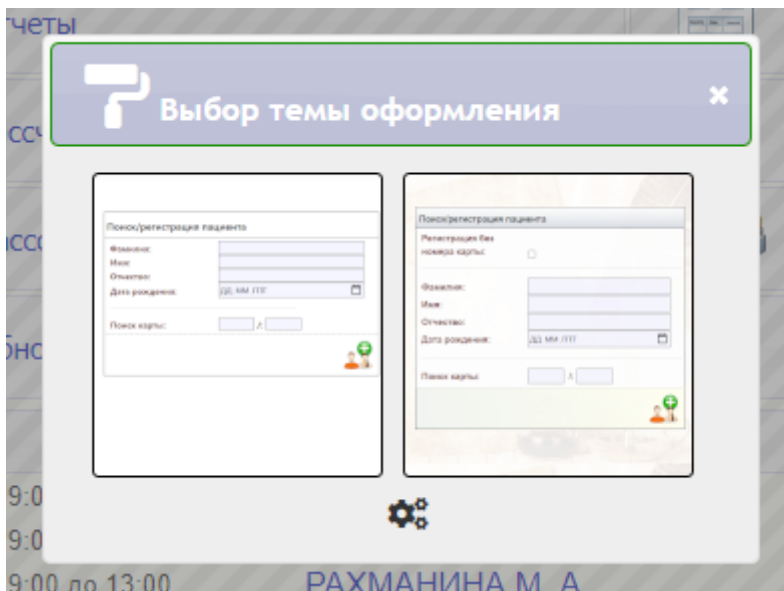 тчеты
Выбор темы оформления
ссч
Поиск/регистрация пациента
Фамилия:
Имя:
Отчество:
Дата рождения: ДД.ММ.ГГГГ
Поиск карты: /:
Поиск/регистрация пациента
Регистрация без
номера карты:
Фамилия:
Имя:
Отчество:
Дата рождения: ДД.ММ.ГГГГ
Поиск карты: /:
9:0
9:0
9:00 до 13:00 РАХМАНИНА М. А